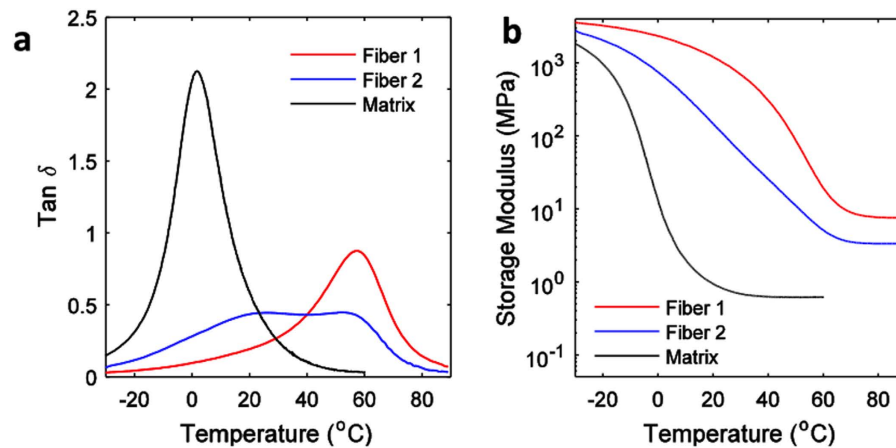 a
2.5
2
1.5
1
0.5
0
Tan δ
Fiber 1
Fiber 2
Matrix
-20 0 20 40 60 80
Temperature (°C)
b
10³
10²
10¹
10⁰
10⁻¹
Storage Modulus (MPa)
Fiber 1
Fiber 2
Matrix
-20 0 20 40 60 80
Temperature (°C)